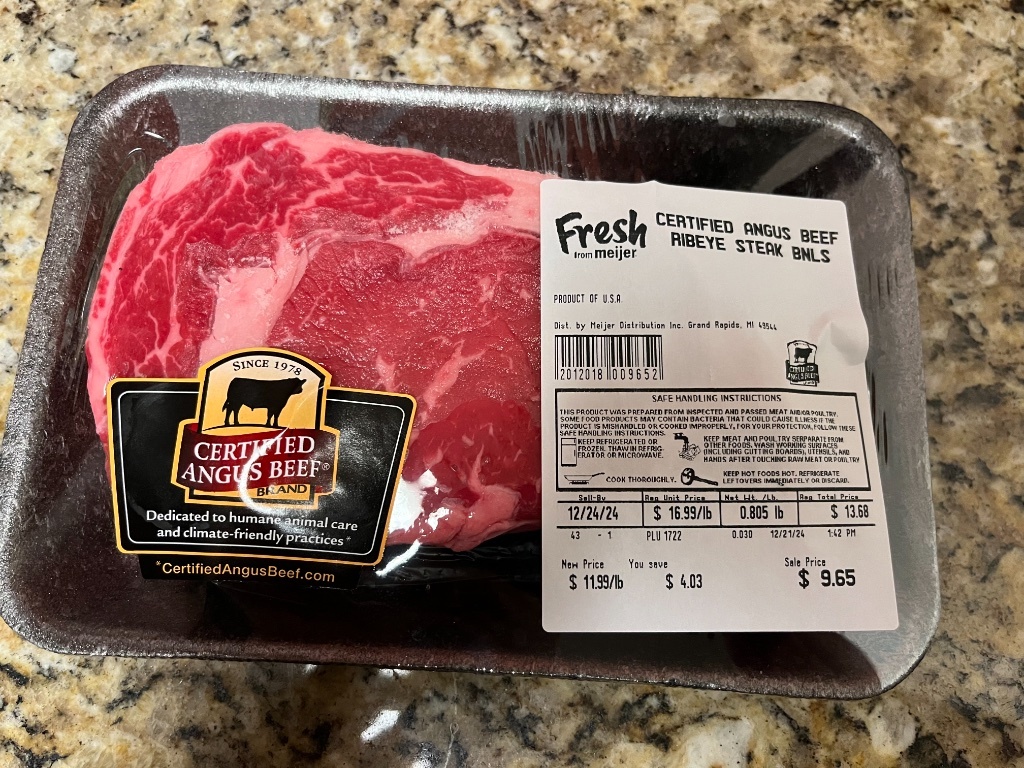 Fresh
from meijer
CERTIFIED ANGUS BEEF
RIBEYE STEAK BNLS
PRODUCT OF U.S.A.
Dist. by Meijer Distribution Inc. Grand Rapids, MI 49544
2012018 009652
CERTIFIED
ANGUS BEEF
SAFE HANDLING INSTRUCTIONS
THIS PRODUCT WAS PREPARED FROM INSPECTED AND PASSED MEAT AND/OR POULTRY.
SOME FOOD PRODUCTS MAY CONTAIN BACTERIA THAT COULD CAUSE ILLNESS IF THE
PRODUCT IS MISHANDLED OR COOKED IMPROPERLY, FOR YOUR PROTECTION, FOLLOW THESE
SAFE HANDLING INSTRUCTIONS.
KEEP REFRIGERATED OR
FROZEN. THAW IN REFRIG-
ERATOR OR MICROWAVE.
KEEP MEAT AND POULTRY SERPARATE FROM
OTHER FOODS. WASH WORKING SURFACES
(INCLUDING CUTTING BOARDS), UTENSILS, AND
HANDS AFTER TOUCHING RAW MEAT OR POULTRY
COOK THOROUGHLY.
KEEP HOT FOODS HOT. REFRIGERATE
LEFTOVERS IMMEDIATELY OR DISCARD.
Sell-By Reg Unit Price Net Wt. /Lb. Reg Total Price
12/24/24 $ 16.99/lb 0.805 lb $ 13.68
43 - 1 PLU 1722 0.030 12/21/24 1:42 PM
New Price You save Sale Price
$ 11.99/lb $ 4.03 $ 9.65
SINCE 1978
CERTIFIED
ANGUS BEEF®
BRAND
Dedicated to humane animal care
and climate-friendly practices*
*CertifiedAngusBeef.com